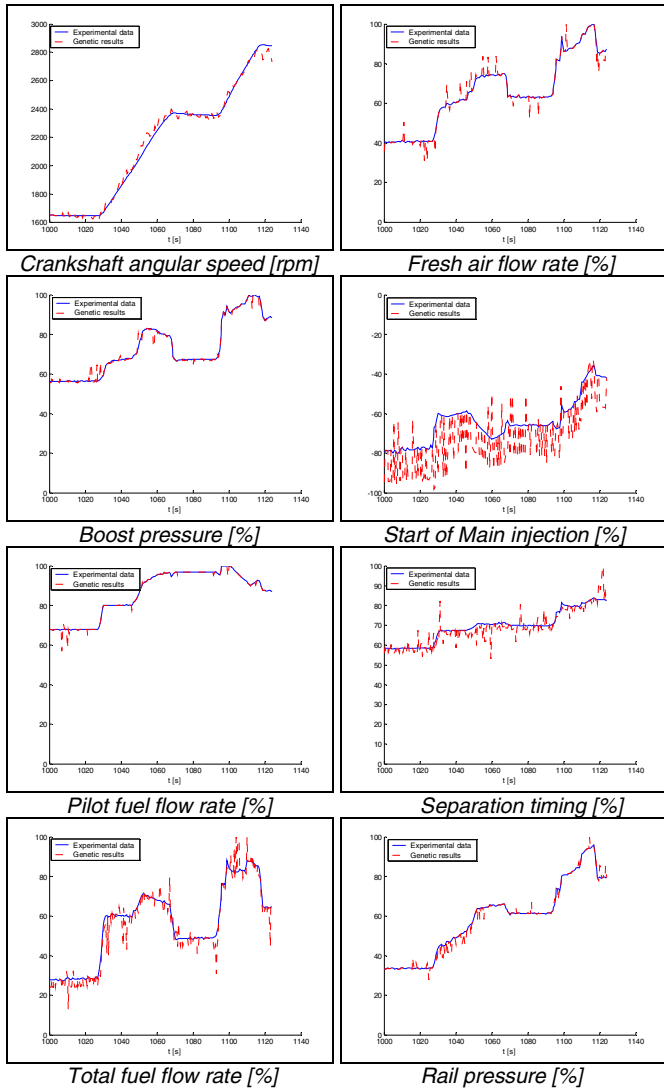 3000
2800
2600
2400
2200
2000
1800
1600
Experimental data
Genetic results
1000 1020 1040 1060 1080 1100 1120 1140
t [s]
Crankshaft angular speed [rpm]
100
80
60
40
20
0
Experimental data
Genetic results
1000 1020 1040 1060 1080 1100 1120 1140
t [s]
Fresh air flow rate [%]
100
80
60
40
20
0
Experimental data
Genetic results
1000 1020 1040 1060 1080 1100 1120 1140
t [s]
Boost pressure [%]
0
-20
-40
-60
-80
-100
Experimental data
Genetic results
1000 1020 1040 1060 1080 1100 1120 1140
t [s]
Start of Main injection [%]
100
80
60
40
20
0
Experimental data
Genetic results
1000 1020 1040 1060 1080 1100 1120 1140
t [s]
Pilot fuel flow rate [%]
100
90
80
70
60
50
40
30
20
10
0
Experimental data
Genetic results
1000 1020 1040 1060 1080 1100 1120 1140
t [s]
Separation timing [%]
100
80
60
40
20
0
Experimental data
Genetic results
1000 1020 1040 1060 1080 1100 1120 1140
t [s]
Total fuel flow rate [%]
100
80
60
40
20
0
Experimental data
Genetic results
1000 1020 1040 1060 1080 1100 1120 1140
t [s]
Rail pressure [%]